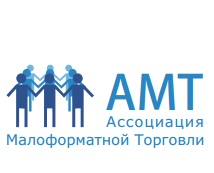 АМТ
Ассоциация
Малоформатной Торговли